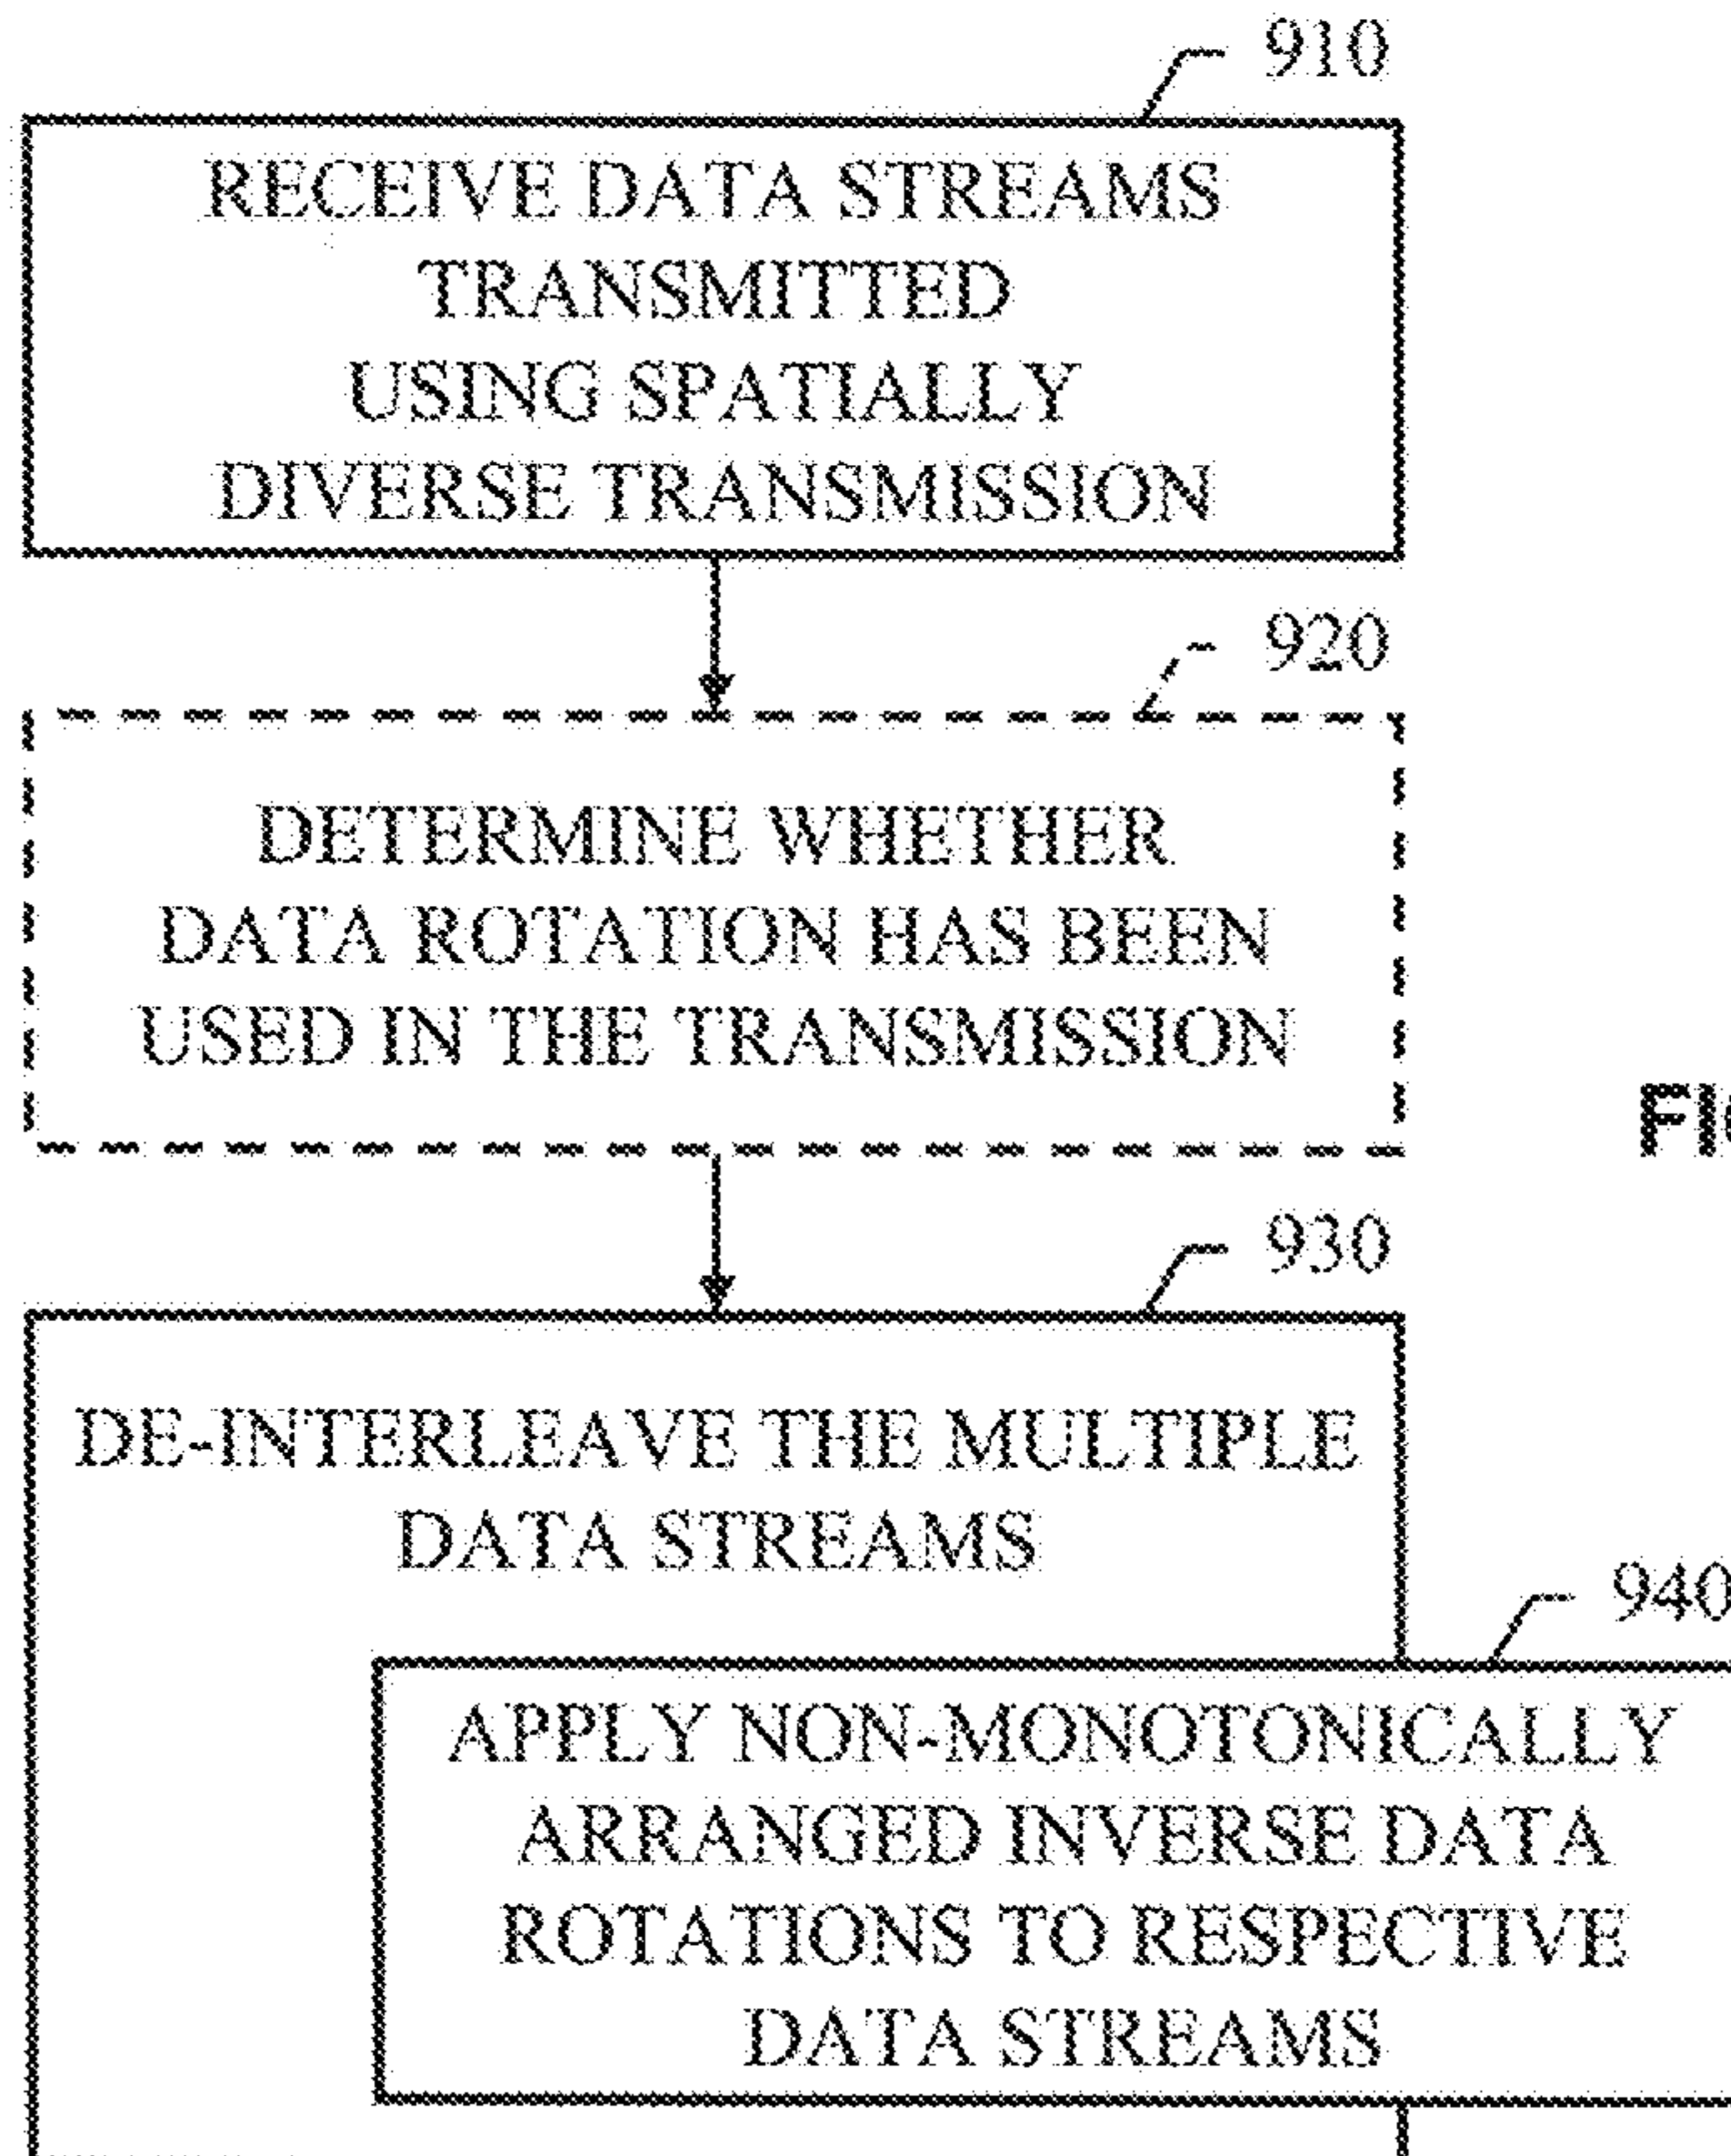 910
RECEIVE DATA STREAMS
TRANSMITTED
USING SPATIALLY
DIVERSE TRANSMISSION
920
DETERMINE WHETHER
DATA ROTATION HAS BEEN
USED IN THE TRANSMISSION
930
DE-INTERLEAVE THE MULTIPLE
DATA STREAMS
940
APPLY NON-MONOTONICALLY
ARRANGED INVERSE DATA
ROTATIONS TO RESPECTIVE
DATA STREAMS